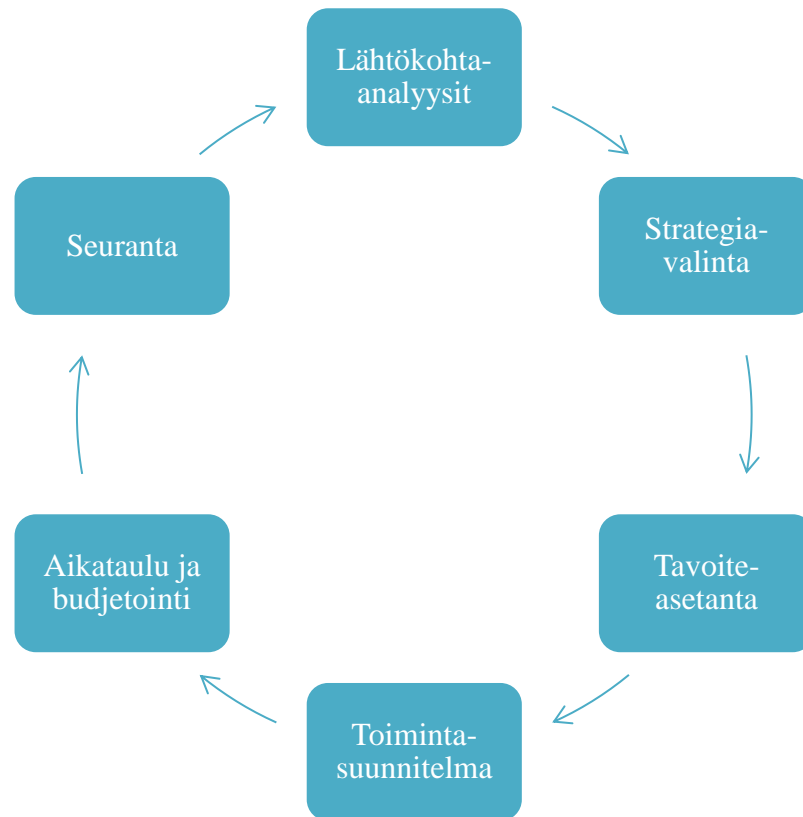 Lähtökohta-
analyysit
Strategia-
valinta
Tavoite-
asetanta
Toiminta-
suunnitelma
Aikataulu ja
budjetointi
Seuranta